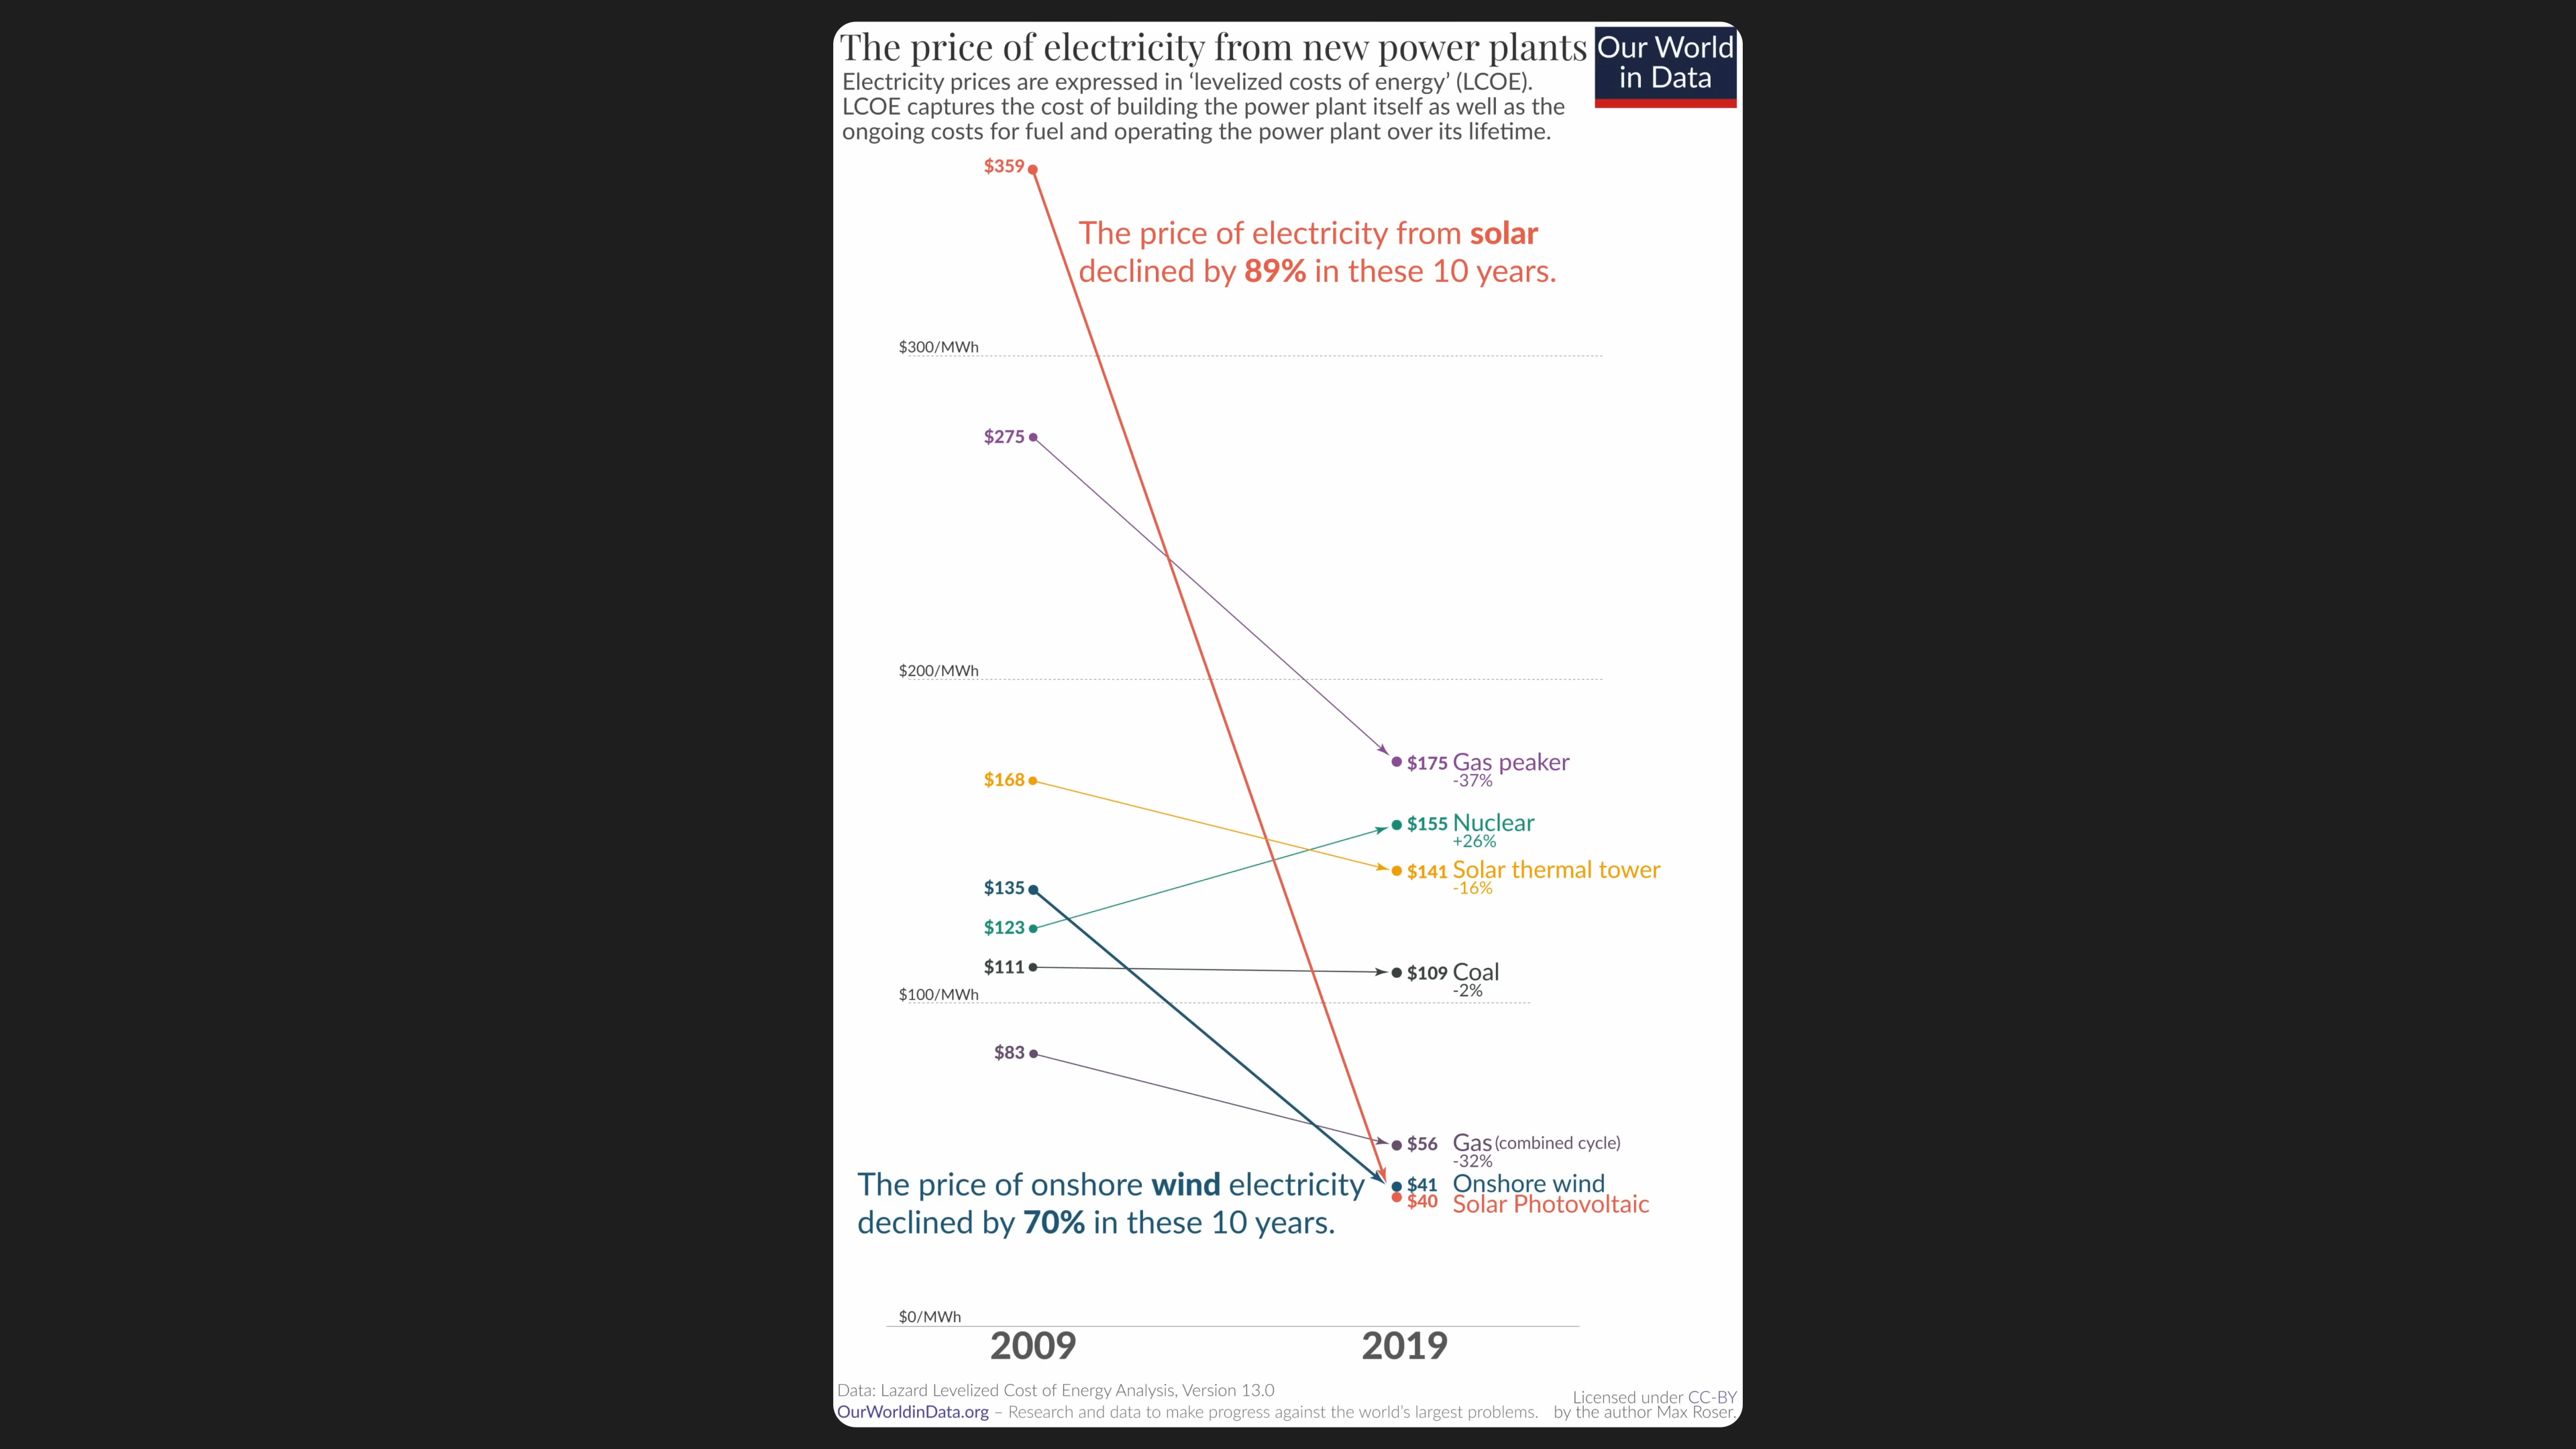 The price of electricity from new power plants
Our World
in Data
Electricity prices are expressed in ‘levelized costs of energy’ (LCOE).
LCOE captures the cost of building the power plant itself as well as the
ongoing costs for fuel and operating the power plant over its lifetime.
$359
The price of electricity from solar
declined by 89% in these 10 years.
$300/MWh
$275
$200/MWh
$175 Gas peaker
-37%
$168
$155 Nuclear
+26%
$141 Solar thermal tower
-16%
$135
$123
$111
$109 Coal
-2%
$100/MWh
$83
$56 Gas (combined cycle)
-32%
$41 Onshore wind
$40 Solar Photovoltaic
The price of onshore wind electricity
declined by 70% in these 10 years.
$0/MWh
2009 2019
Data: Lazard Levelized Cost of Energy Analysis, Version 13.0
OurWorldinData.org – Research and data to make progress against the world’s largest problems.
Licensed under CC-BY
by the author Max Roser.